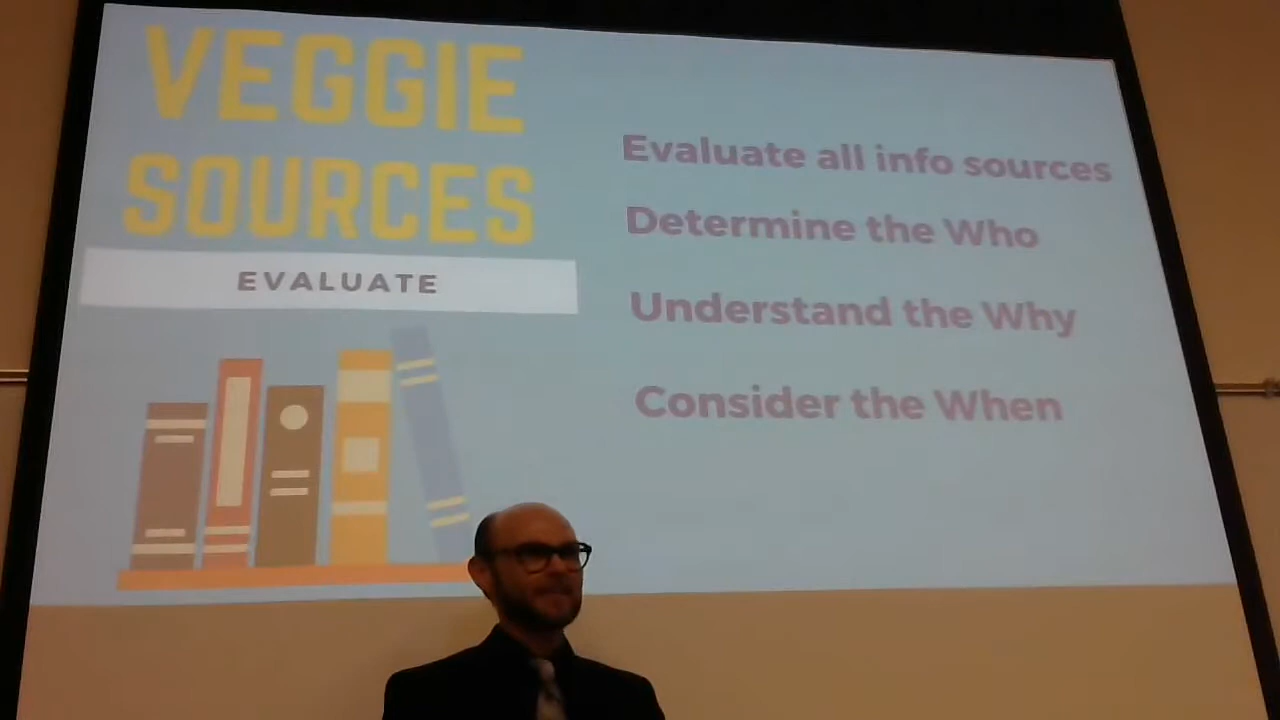 VEGGIE
SOURCES
EVALUATE
Evaluate all info sources
Determine the Who
Understand the Why
Consider the When